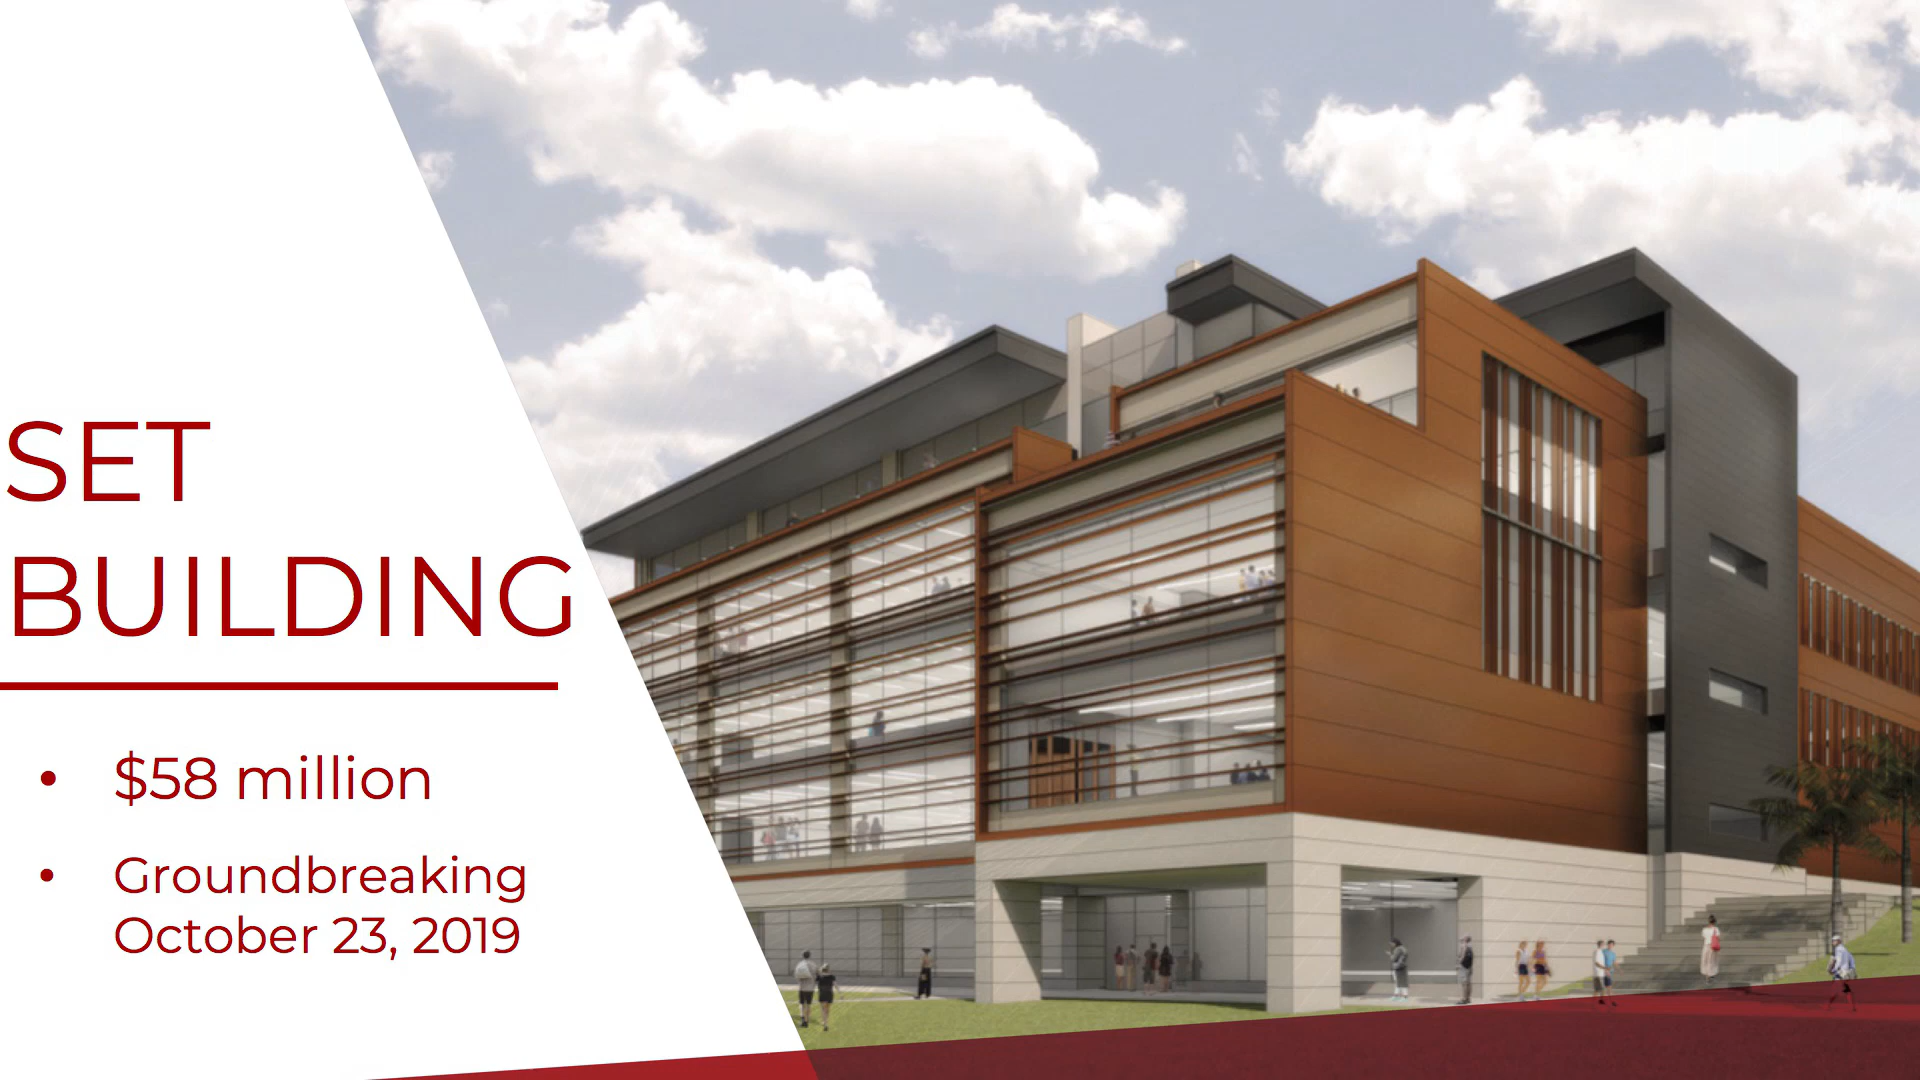 SET
BUILDING
• $58 million
• Groundbreaking
October 23, 2019